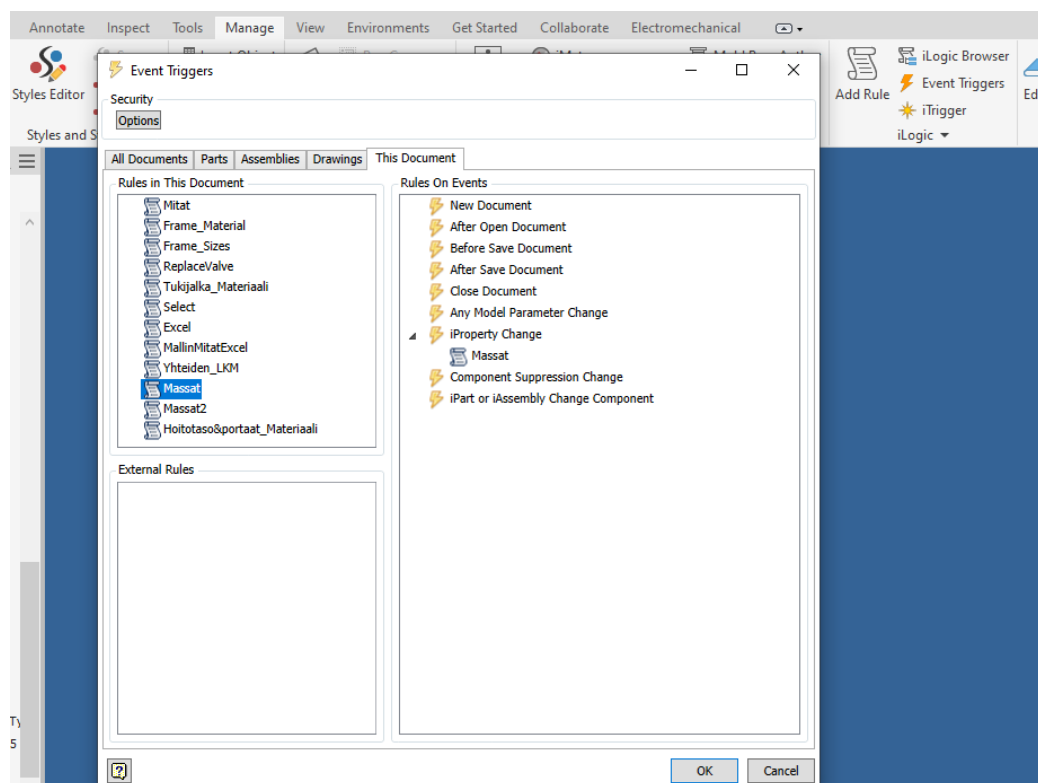 Annotate Inspect Tools Manage View Environments Get Started Collaborate Electromechanical
Event Triggers
Styles Editor
Styles and S
Add Rule
iLogic Browser
Event Triggers
iTrigger
iLogic
Ed
Security
Options
All Documents Parts Assemblies Drawings This Document
Rules in This Document
Mitat
Frame_Material
Frame_Sizes
ReplaceValve
Tukijalka_Materiaali
Select
Excel
MallinMitatExcel
Yhteiden_LKM
Massat
Massat2
Hoitotaso&portaat_Materiaali
External Rules
Rules On Events
New Document
After Open Document
Before Save Document
After Save Document
Close Document
Any Model Parameter Change
iProperty Change
Massat
Component Suppression Change
iPart or iAssembly Change Component
Ty
5
OK Cancel